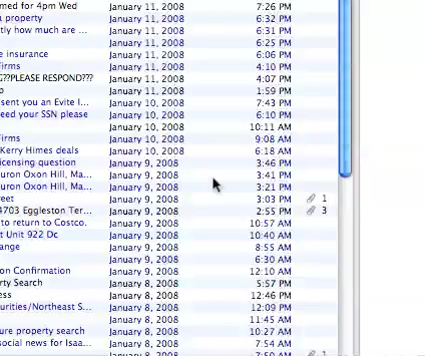 med for 4pm Wed January 11, 2008 7:26 PM
a property January 11, 2008 6:32 PM
tly how much are ... January 11, 2008 6:31 PM
January 11, 2008 6:25 PM
e insurance January 11, 2008 6:06 PM
Firms January 11, 2008 4:10 PM
G??PLEASE RESPOND??? January 11, 2008 4:07 PM
p January 11, 2008 1:59 PM
sent you an Evite I... January 10, 2008 7:43 PM
eed your SSN please January 10, 2008 6:10 PM
January 10, 2008 10:11 AM
Firms January 10, 2008 9:08 AM
Kerry Himes deals January 10, 2008 6:18 AM
icensing question January 9, 2008 3:46 PM
uron Oxon Hill, Ma... January 9, 2008 3:41 PM
uron Oxon Hill, Ma... January 9, 2008 3:21 PM
reet January 9, 2008 3:03 PM 1
4703 Eggleston Ter... January 9, 2008 2:55 PM 3
to return to Costco. January 9, 2008 10:57 AM
t Unit 922 Dc January 9, 2008 10:40 AM
ange January 9, 2008 8:55 AM
January 9, 2008 6:30 AM
on Confirmation January 9, 2008 12:10 AM
rty Search January 8, 2008 5:57 PM
ess January 8, 2008 12:46 PM
urities/Northeast S... January 8, 2008 12:09 PM
January 8, 2008 11:45 AM
ure property search January 8, 2008 10:27 AM
social news for Isaa... January 8, 2008 7:54 AM